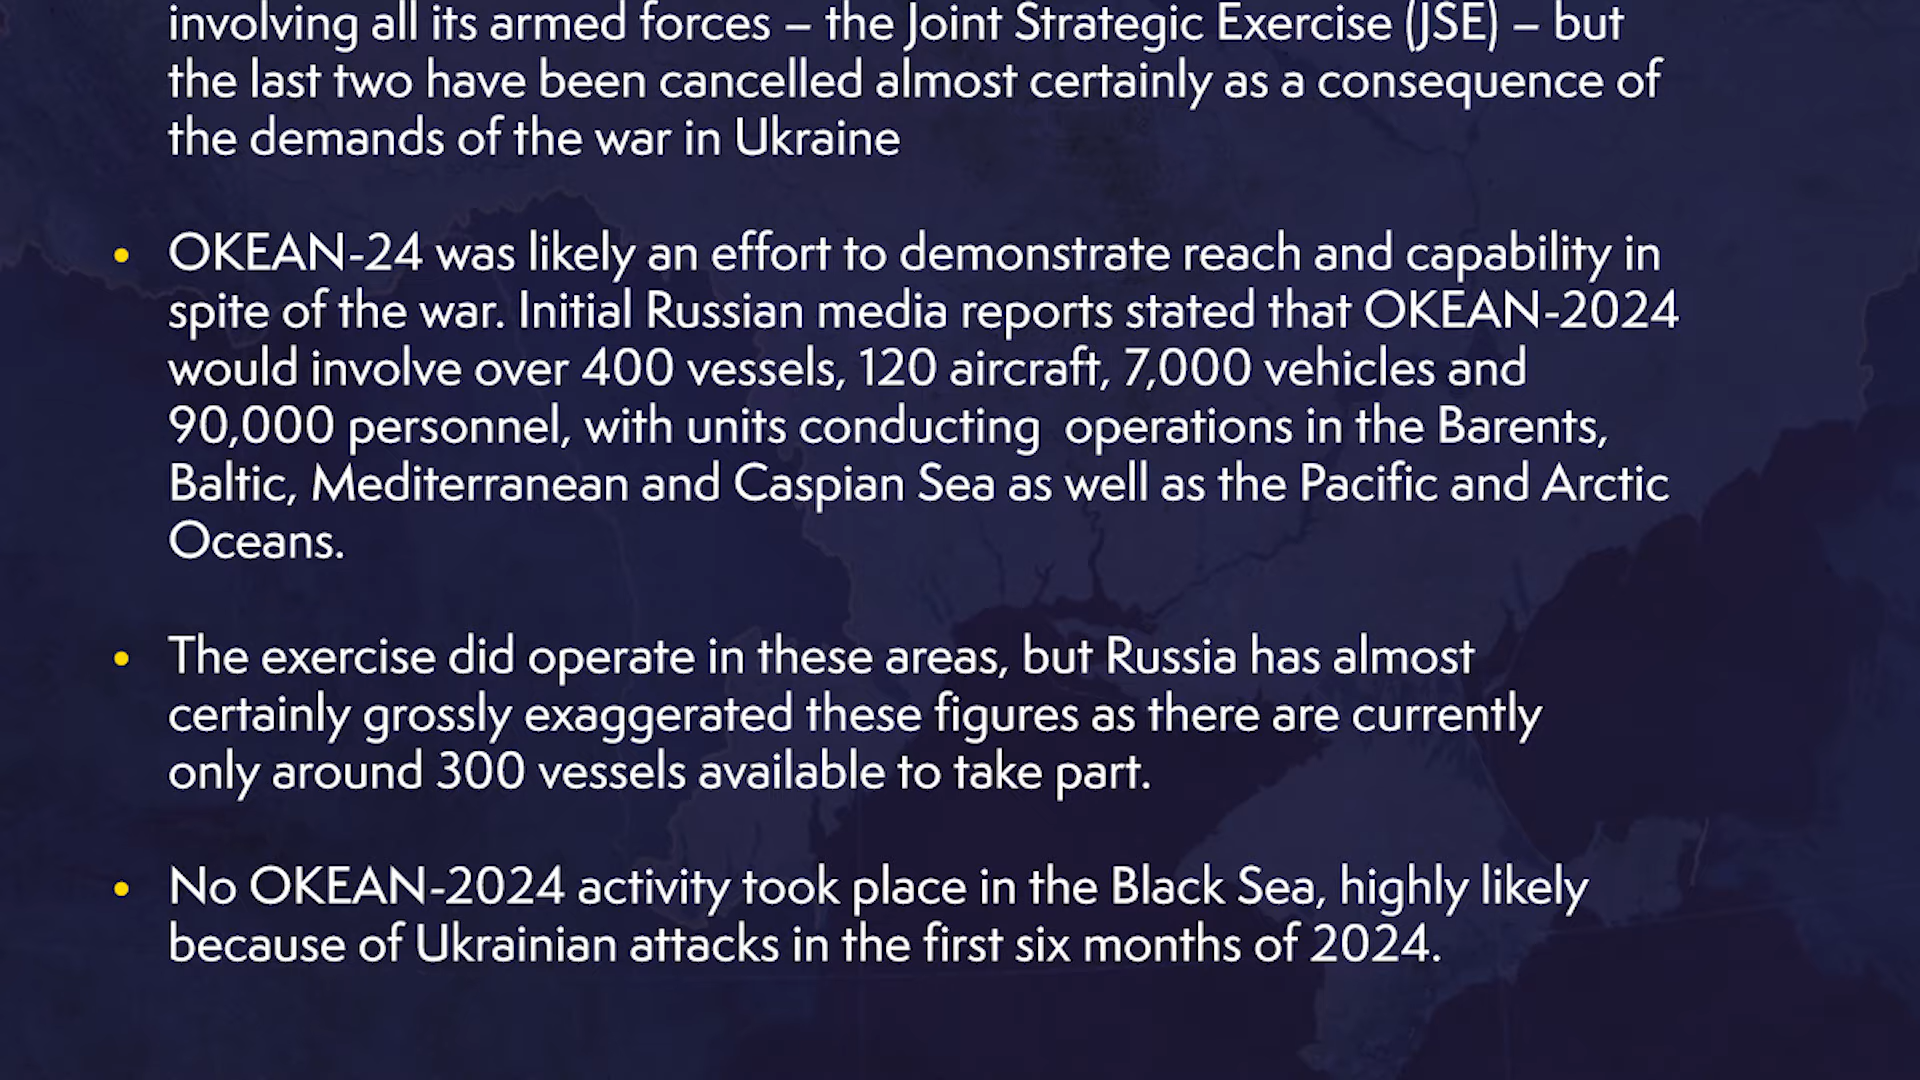 involving all its armed forces – the Joint Strategic Exercise (JSE) – but
the last two have been cancelled almost certainly as a consequence of
the demands of the war in Ukraine
• OKEAN-24 was likely an effort to demonstrate reach and capability in
spite of the war. Initial Russian media reports stated that OKEAN-2024
would involve over 400 vessels, 120 aircraft, 7,000 vehicles and
90,000 personnel, with units conducting  operations in the Barents,
Baltic, Mediterranean and Caspian Sea as well as the Pacific and Arctic
Oceans.
• The exercise did operate in these areas, but Russia has almost
certainly grossly exaggerated these figures as there are currently
only around 300 vessels available to take part.
• No OKEAN-2024 activity took place in the Black Sea, highly likely
because of Ukrainian attacks in the first six months of 2024.